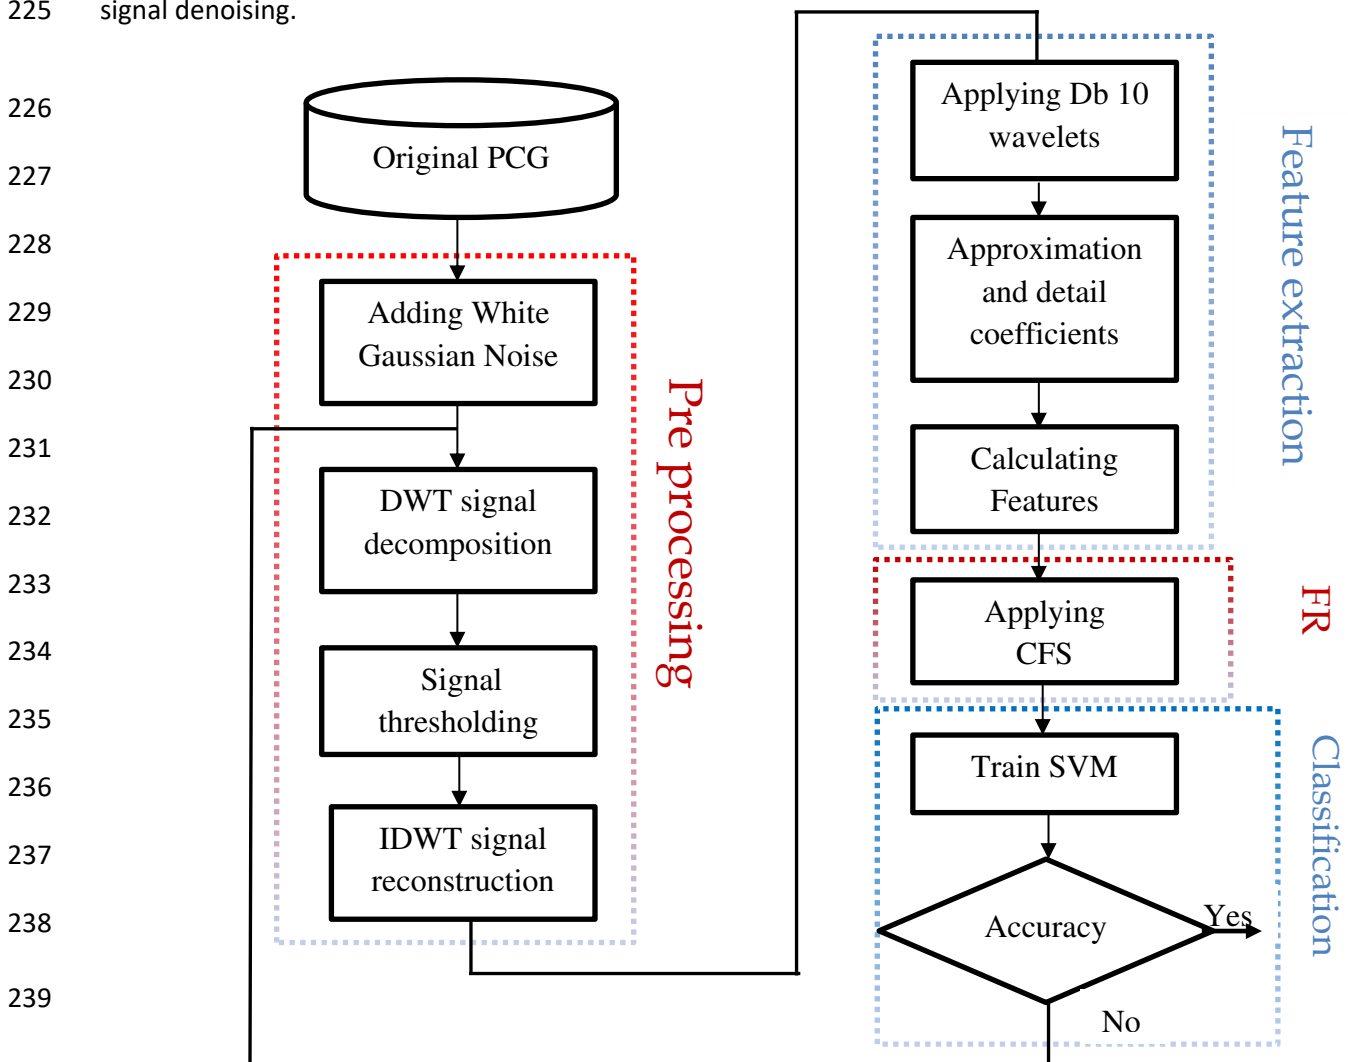 225 signal denoising.
226
227
228
229
230
231
232
233
234
235
236
237
238
239
Original PCG
Adding White
Gaussian Noise
DWT signal
decomposition
Signal
thresholding
IDWT signal
reconstruction
Pre processing
Applying Db 10
wavelets
Approximation
and detail
coefficients
Calculating
Features
Feature extraction
Applying
CFS
FR
Train SVM
Accuracy
Yes
No
Classification